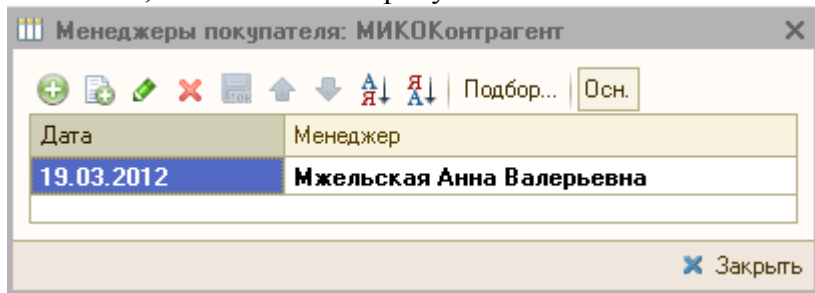 Менеджеры покупателя: МИКОКонтрагент
А Я Я А Подбор... Осн.
Дата Менеджер
19.03.2012 Мжельская Анна Валерьевна
Закрыть